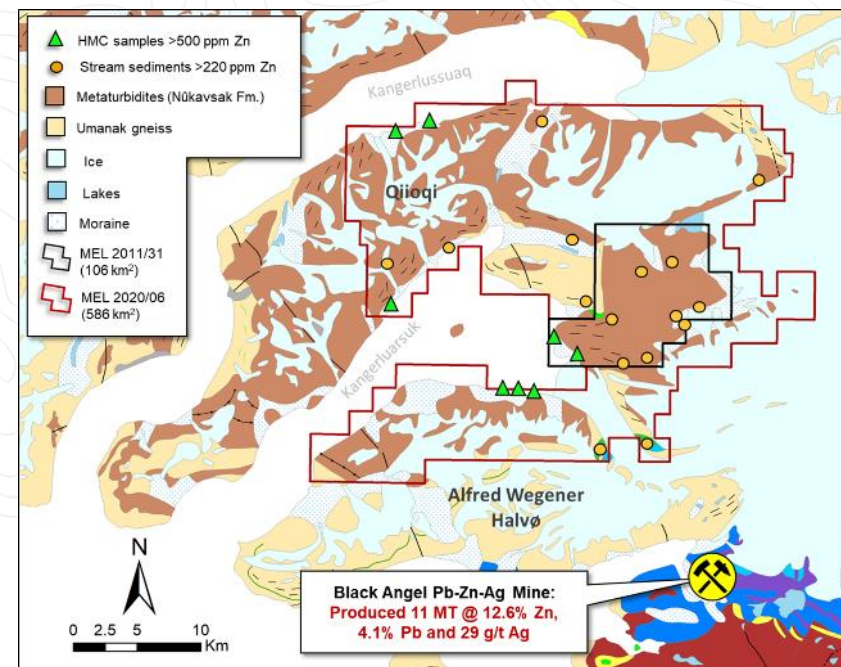 HMC samples >500 ppm Zn
Stream sediments >220 ppm Zn
Metaturbidites (Nûkavsak Fm.)
Umanak gneiss
Ice
Lakes
Moraine
MEL 2011/31
(106 km²)
MEL 2020/06
(586 km²)
Kangerlussuaq
Qiioqi
Kangerluarsuk
Alfred Wegener
Halvø
N
0 2.5 5 10
Km
Black Angel Pb-Zn-Ag Mine:
Produced 11 MT @ 12.6% Zn,
4.1% Pb and 29 g/t Ag